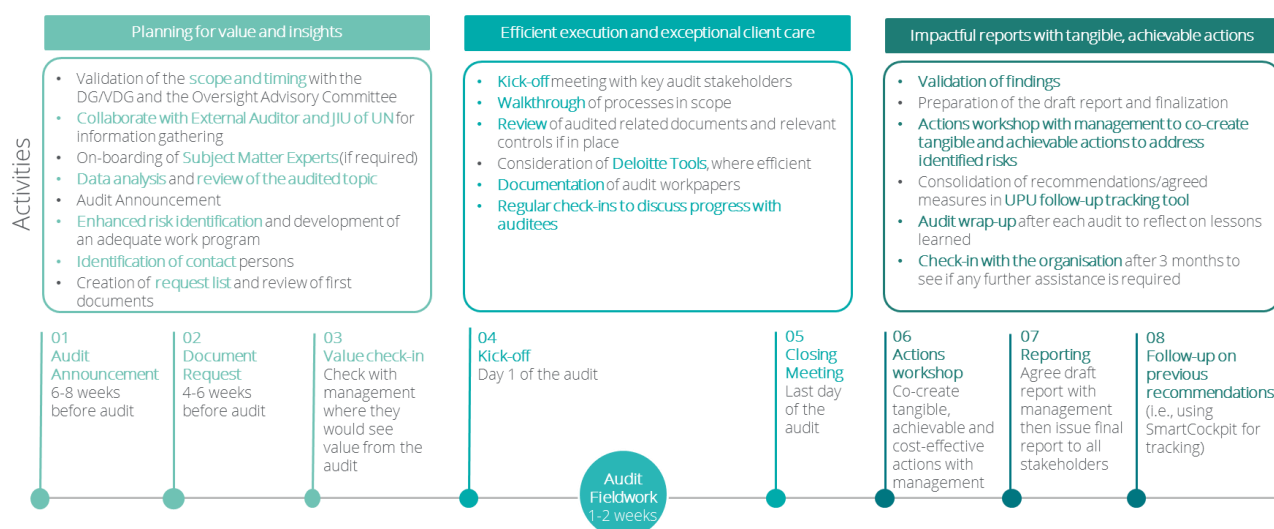 Planning for value and insights
Efficient execution and exceptional client care
Impactful reports with tangible, achievable actions
Activities
• Validation of the scope and timing with the
DG/VDG and the Oversight Advisory Committee
• Collaborate with External Auditor and JIU of UN for
information gathering
• On-boarding of Subject Matter Experts (if required)
• Data analysis and review of the audited topic
• Audit Announcement
• Enhanced risk identification and development of
an adequate work program
• Identification of contact persons
• Creation of request list and review of first
documents
• Kick-off meeting with key audit stakeholders
• Walkthrough of processes in scope
• Review of audited related documents and relevant
controls if in place
• Consideration of Deloitte Tools, where efficient
• Documentation of audit workpapers
• Regular check-ins to discuss progress with
auditees
• Validation of findings
• Preparation of the draft report and finalization
• Actions workshop with management to co-create
tangible and achievable actions to address
identified risks
• Consolidation of recommendations/agreed
measures in UPU follow-up tracking tool
• Audit wrap-up after each audit to reflect on lessons
learned
• Check-in with the organisation after 3 months to
see if any further assistance is required
01
Audit
Announcement
6-8 weeks
before audit
02
Document
Request
4-6 weeks
before audit
03
Value check-in
Check with
management
where they
would see
value from the
audit
04
Kick-off
Day 1 of the audit
Audit
Fieldwork
1-2 weeks
05
Closing
Meeting
Last day
of the
audit
06
Actions
workshop
Co-create
tangible,
achievable and
cost-effective
actions with
management
07
Reporting
Agree draft
report with
management
then issue final
report to all
stakeholders
08
Follow-up on
previous
recommendations
(i.e., using
SmartCockpit for
tracking)